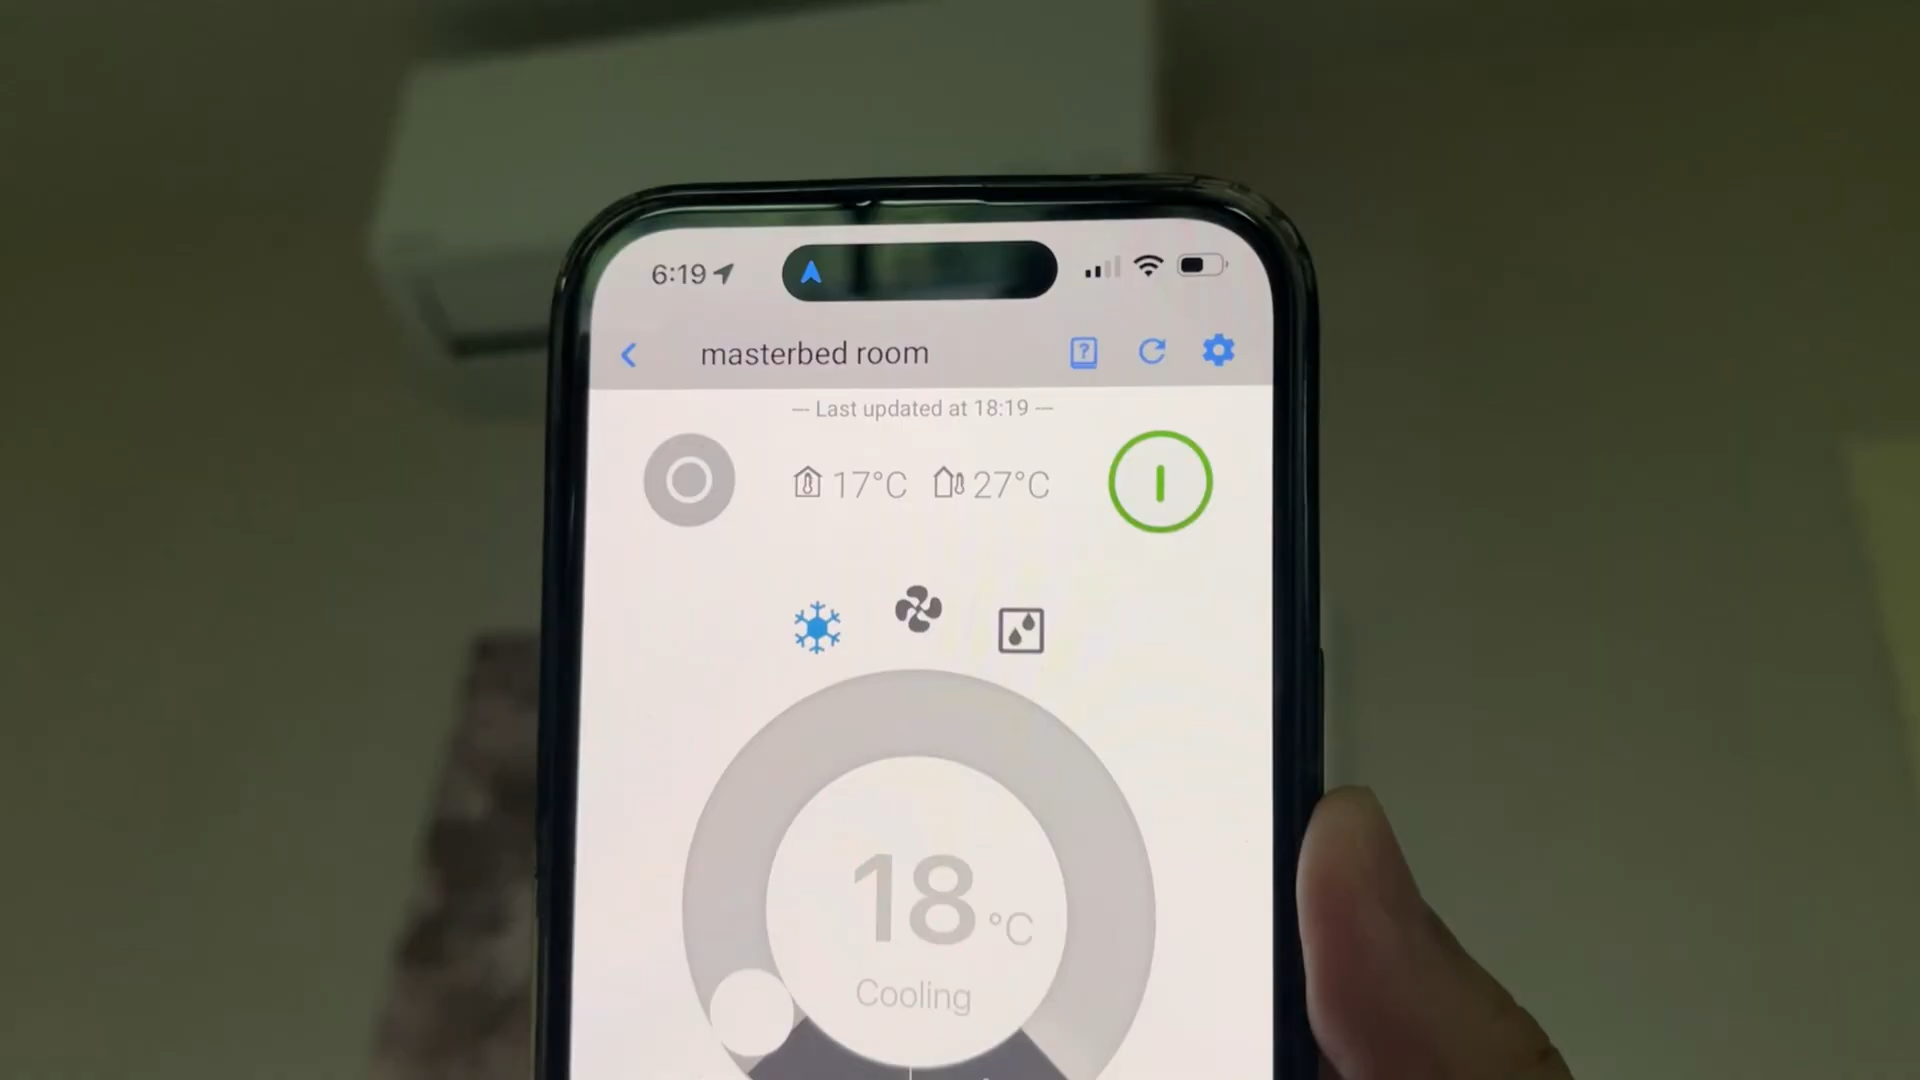 6:19
masterbed room
— Last updated at 18:19 —
17°C 27°C
18 °C
Cooling